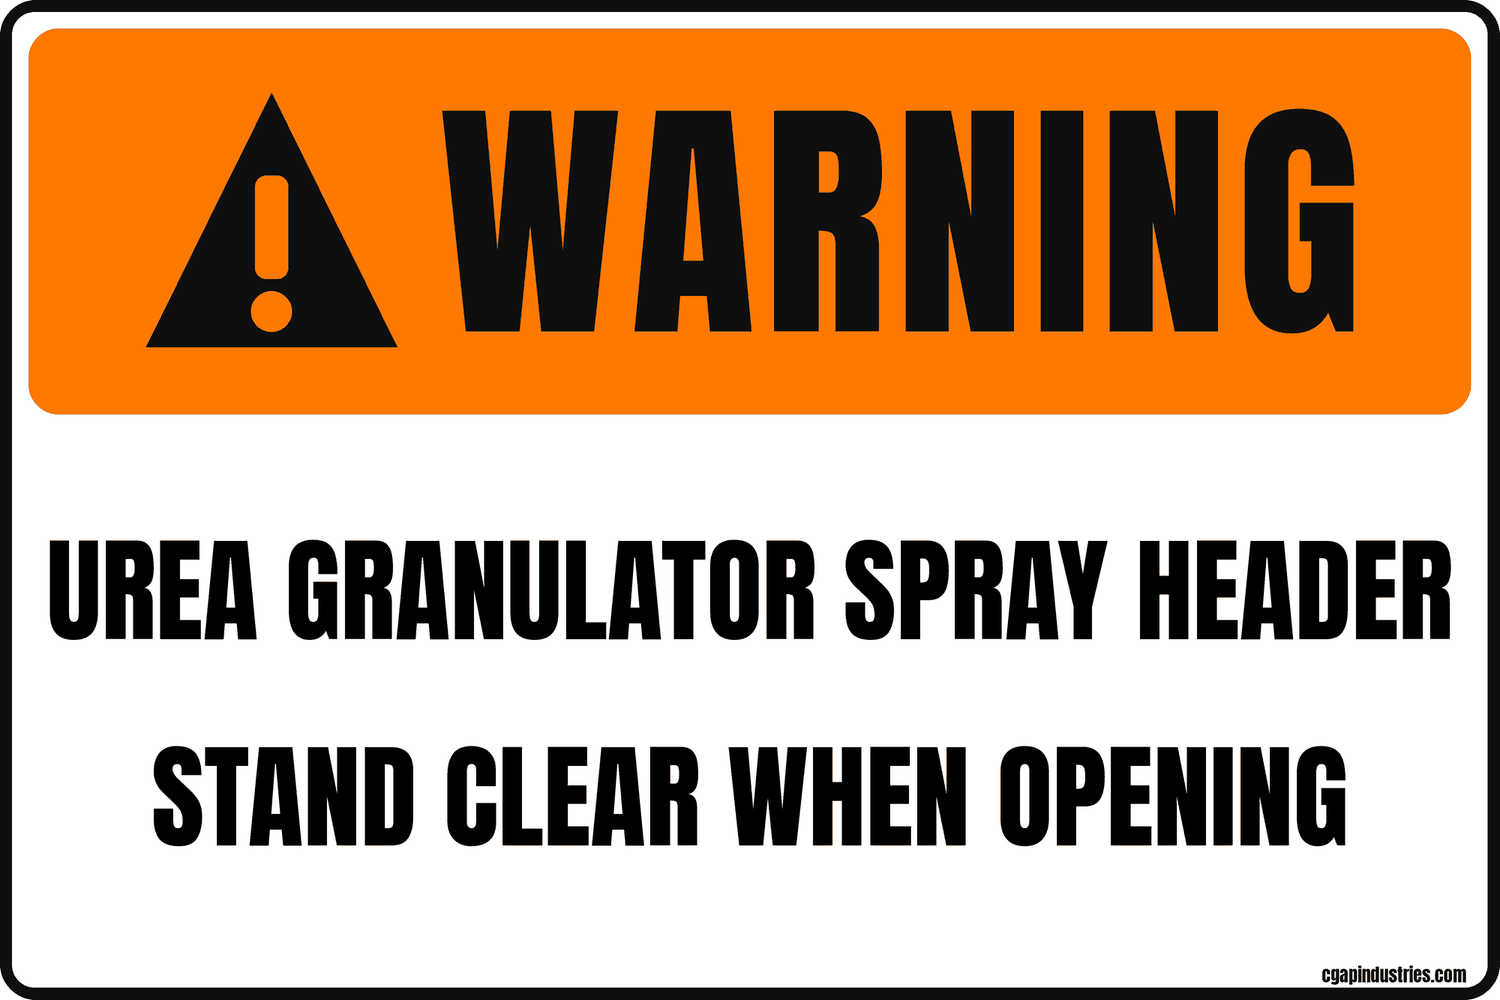 WARNING
UREA GRANULATOR SPRAY HEADER
STAND CLEAR WHEN OPENING
cgapindustries.com